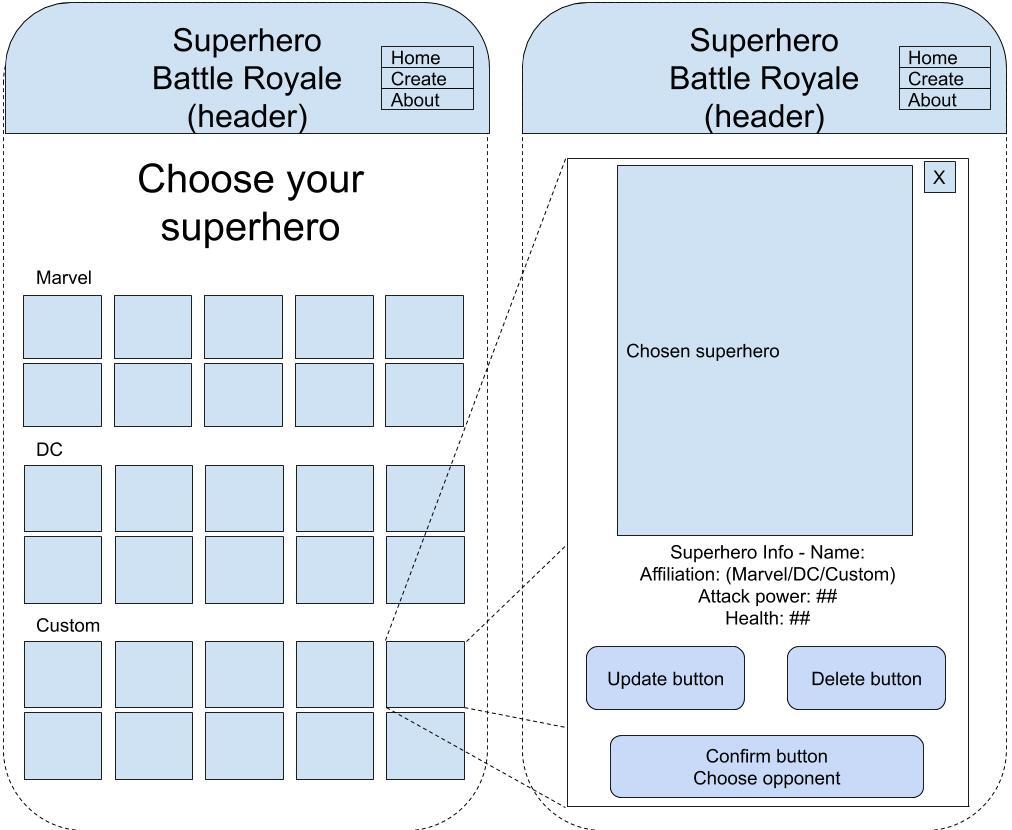 Superhero
Battle Royale
(header)
Home
Create
About
Choose your
superhero
Marvel
DC
Custom
Superhero
Battle Royale
(header)
Home
Create
About
X
Chosen superhero
Superhero Info - Name:
Affiliation: (Marvel/DC/Custom)
Attack power: ##
Health: ##
Update button
Delete button
Confirm button
Choose opponent